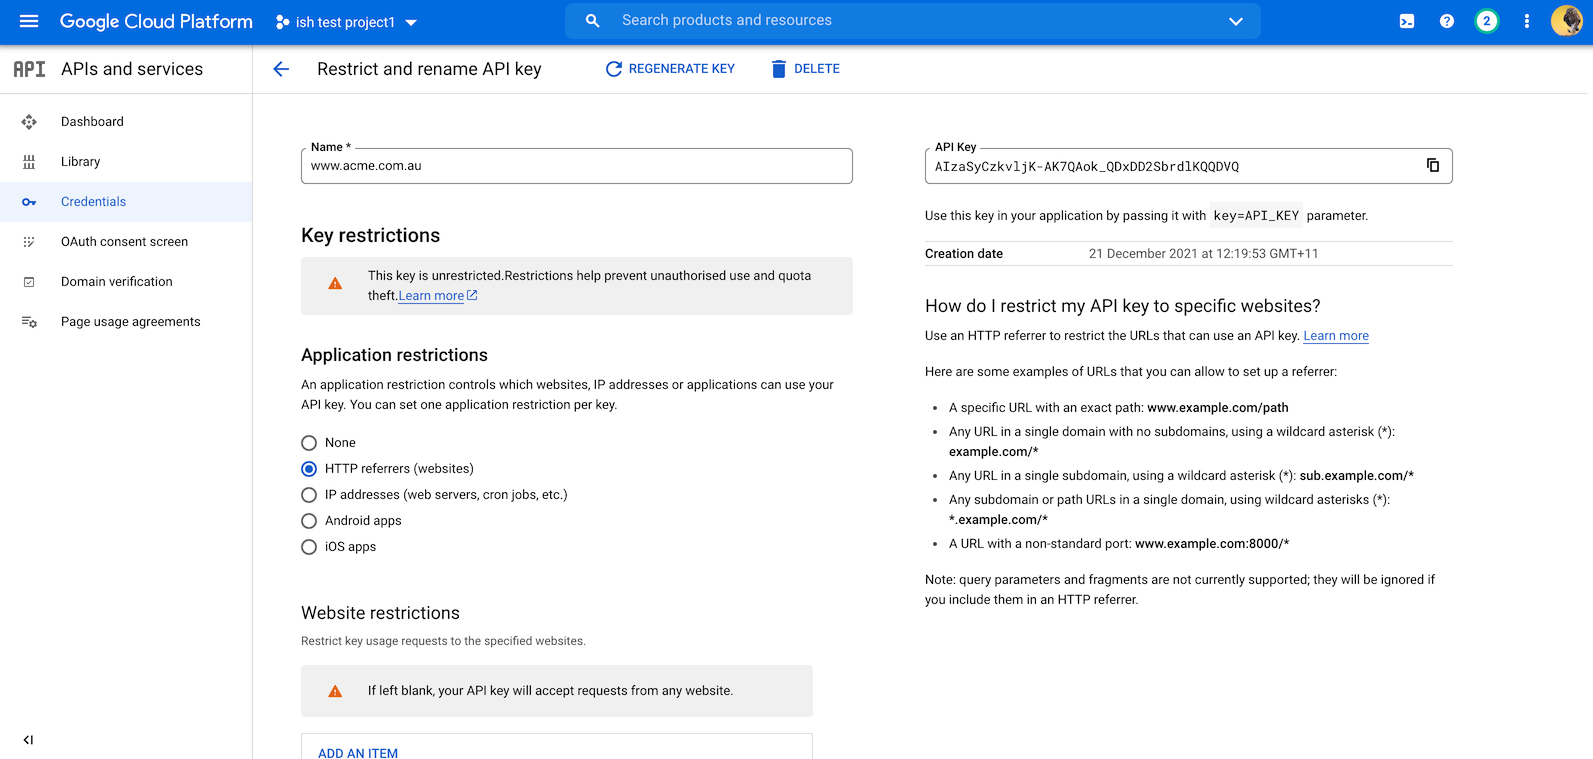 Google Cloud Platform
ish test project1
Search products and resources
2
API APIs and services
Restrict and rename API key
REGENERATE KEY
DELETE
Dashboard
Library
Credentials
OAuth consent screen
Domain verification
Page usage agreements
Name *
www.acme.com.au
Key restrictions
This key is unrestricted.Restrictions help prevent unauthorised use and quota
theft.Learn more
Application restrictions
An application restriction controls which websites, IP addresses or applications can use your
API key. You can set one application restriction per key.
None
HTTP referrers (websites)
IP addresses (web servers, cron jobs, etc.)
Android apps
iOS apps
Website restrictions
Restrict key usage requests to the specified websites.
If left blank, your API key will accept requests from any website.
ADD AN ITEM
API Key
AIzaSyCzkvljK-AK7QAok_QDxDD2SbrdlKQQDVQ
Use this key in your application by passing it with key=API_KEY parameter.
Creation date 21 December 2021 at 12:19:53 GMT+11
How do I restrict my API key to specific websites?
Use an HTTP referrer to restrict the URLs that can use an API key. Learn more
Here are some examples of URLs that you can allow to set up a referrer:
• A specific URL with an exact path: www.example.com/path
• Any URL in a single domain with no subdomains, using a wildcard asterisk (*):
example.com/*
• Any URL in a single subdomain, using a wildcard asterisk (*): sub.example.com/*
• Any subdomain or path URLs in a single domain, using wildcard asterisks (*):
*.example.com/*
• A URL with a non-standard port: www.example.com:8000/*
Note: query parameters and fragments are not currently supported; they will be ignored if
you include them in an HTTP referrer.